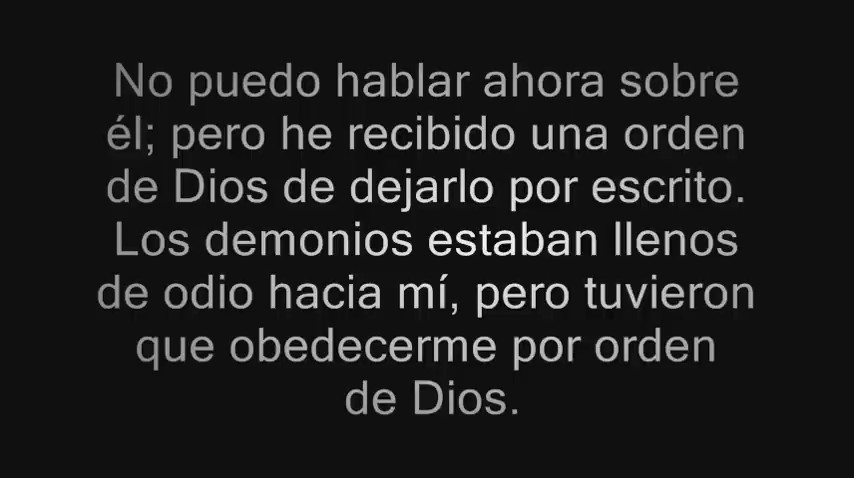 No puedo hablar ahora sobre
él; pero he recibido una orden
de Dios de dejarlo por escrito.
Los demonios estaban llenos
de odio hacia mí, pero tuvieron
que obedecerme por orden
de Dios.